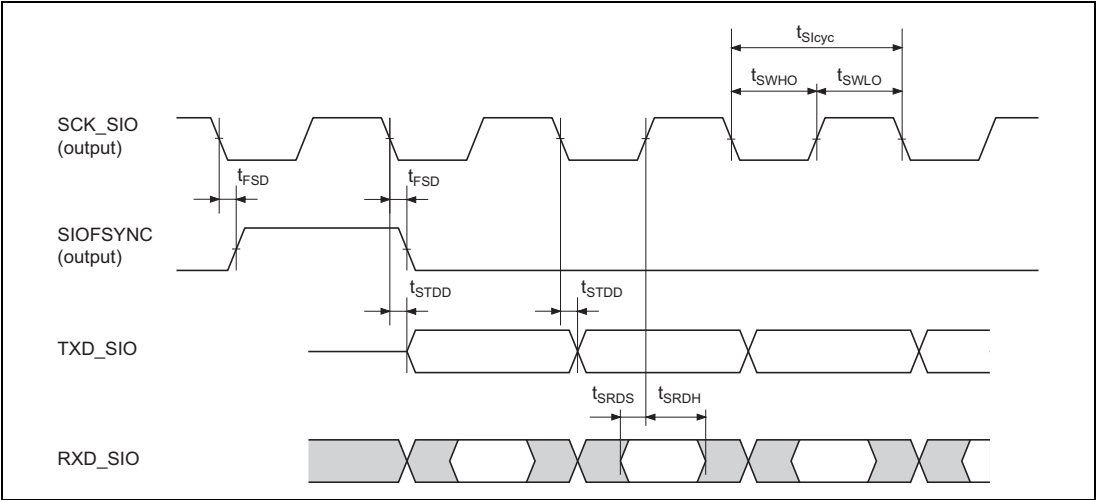 tSIcyc
tSWHO tSWLO
SCK_SIO
(output)
tFSD tFSD
SIOFSYNC
(output)
tSTDD tSTDD
TXD_SIO
tSRDS tSRDH
RXD_SIO